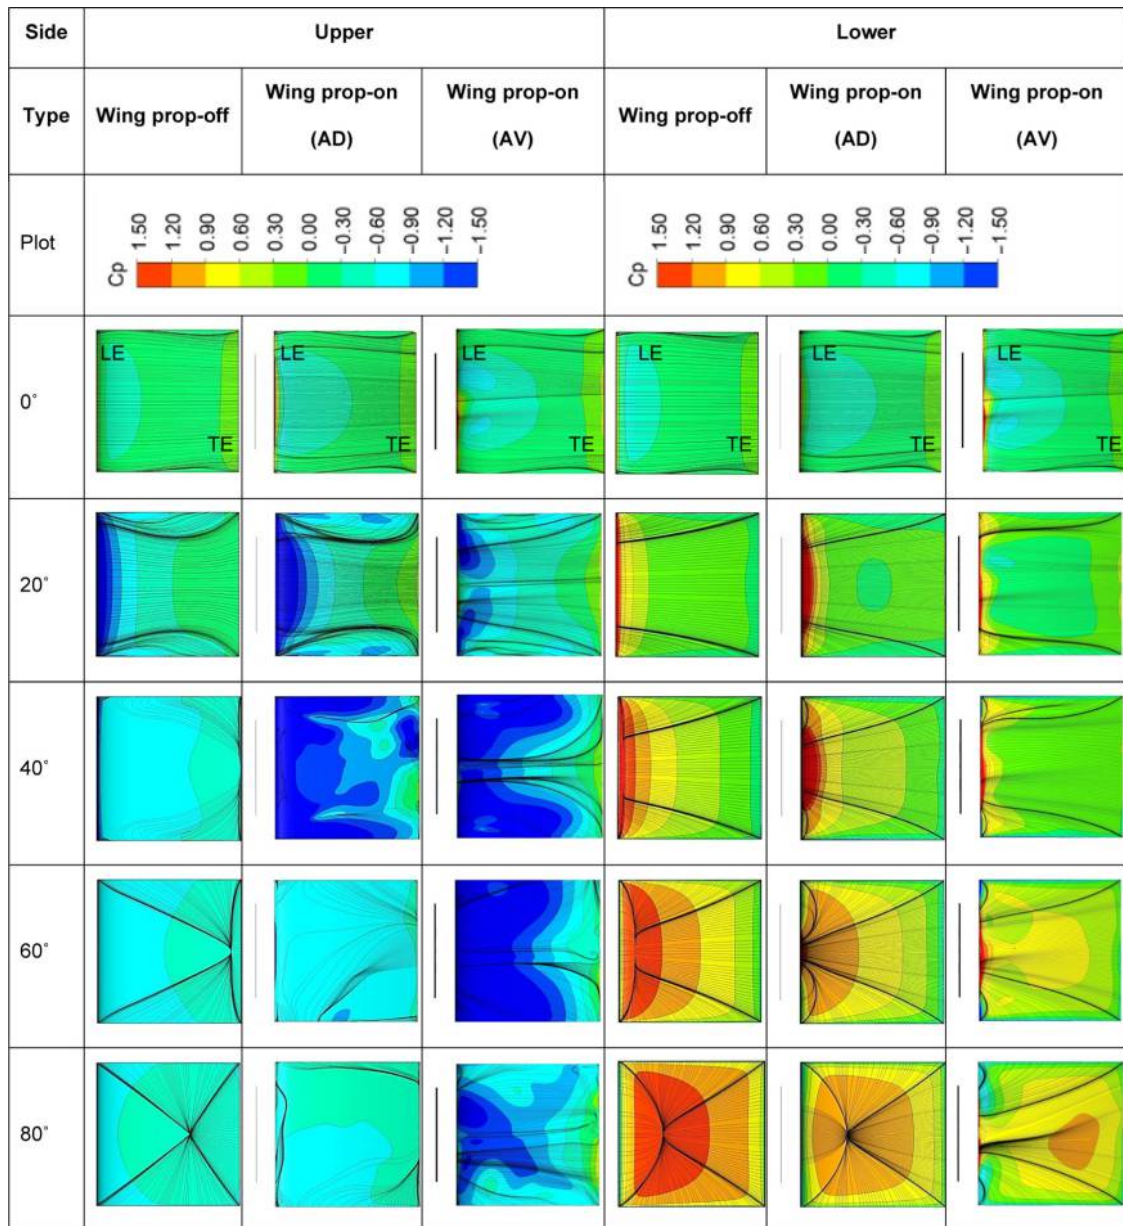 Side Upper Lower
Type Wing prop-off Wing prop-on (AD) Wing prop-on (AV) Wing prop-off Wing prop-on (AD) Wing prop-on (AV)
Plot
Cp 1.50 1.20 0.90 0.60 0.30 0.00 -0.30 -0.60 -0.90 -1.20 -1.50
Cp 1.50 1.20 0.90 0.60 0.30 0.00 -0.30 -0.60 -0.90 -1.20 -1.50
LE LE LE LE LE LE
0°
TE TE TE TE TE TE
20°
40°
60°
80°